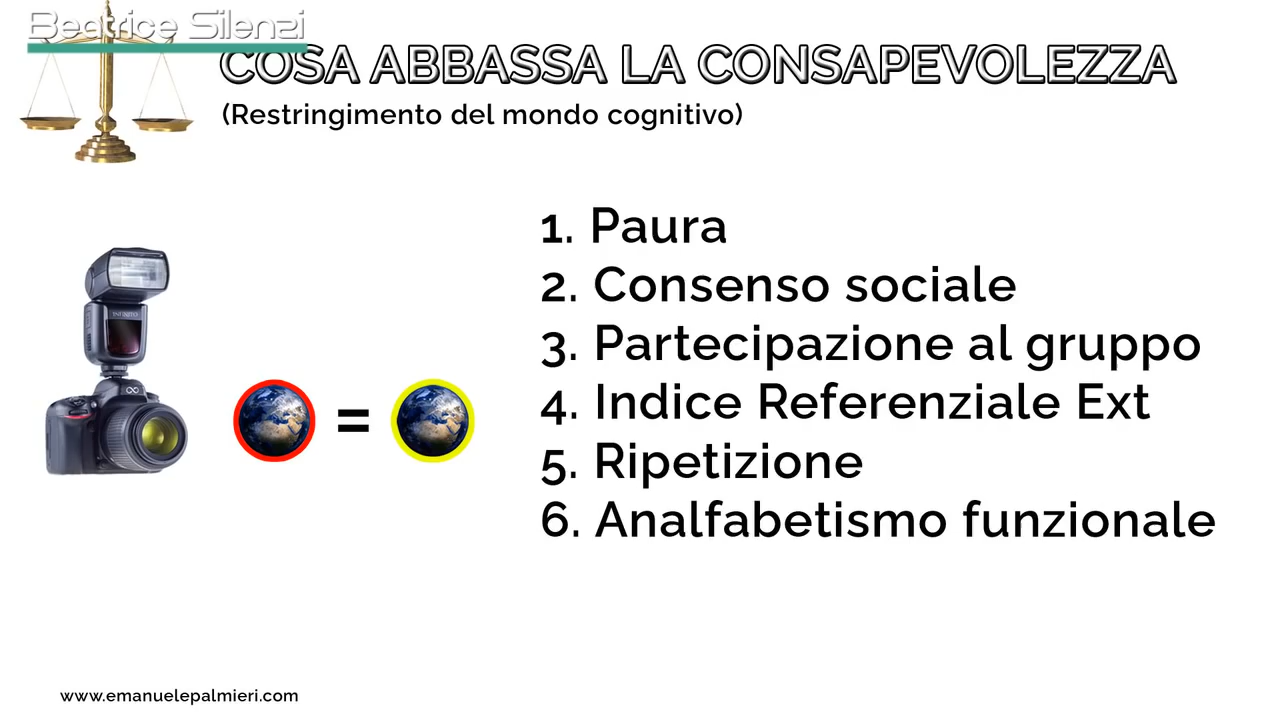 Beatrice Silenzi
COSA ABBASSA LA CONSAPEVOLEZZA
(Restringimento del mondo cognitivo)
INFINITO
=
1. Paura
2. Consenso sociale
3. Partecipazione al gruppo
4. Indice Referenziale Ext
5. Ripetizione
6. Analfabetismo funzionale
www.emanuelepalmieri.com